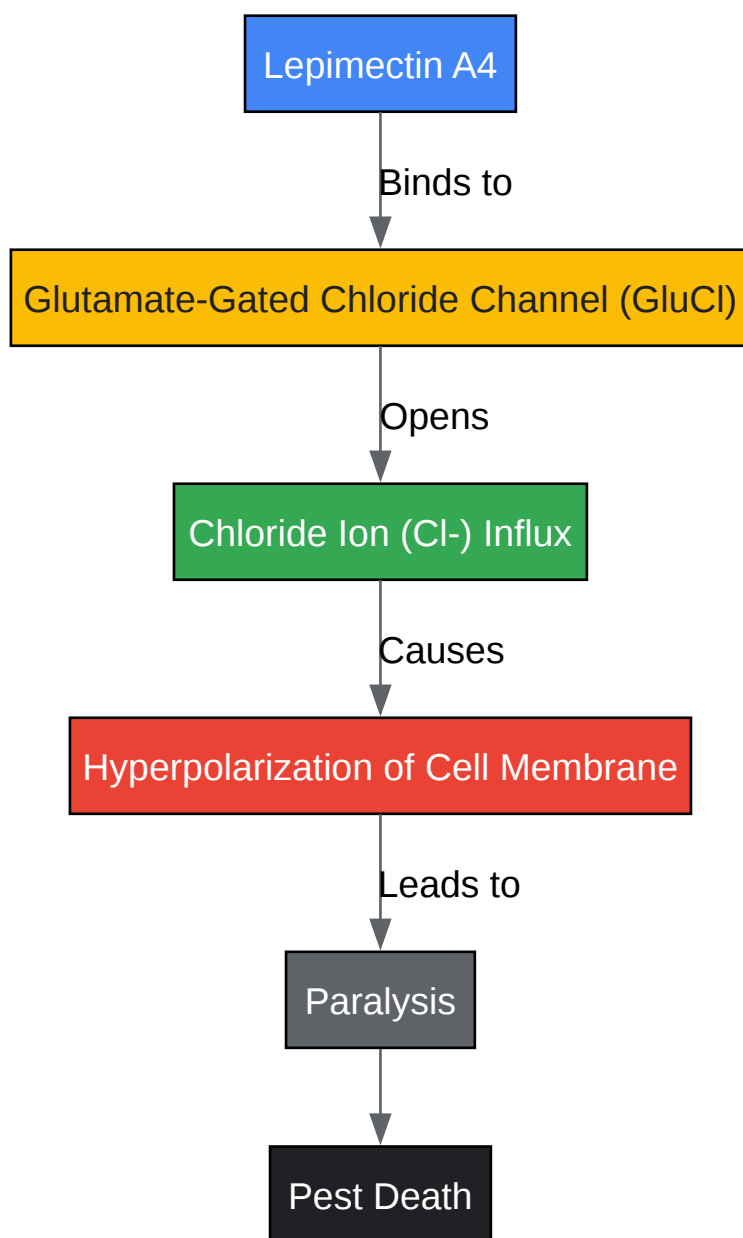 Lepimectin A4
Binds to
Glutamate-Gated Chloride Channel (GluCl)
Opens
Chloride Ion (Cl-) Influx
Causes
Hyperpolarization of Cell Membrane
Leads to
Paralysis
Pest Death